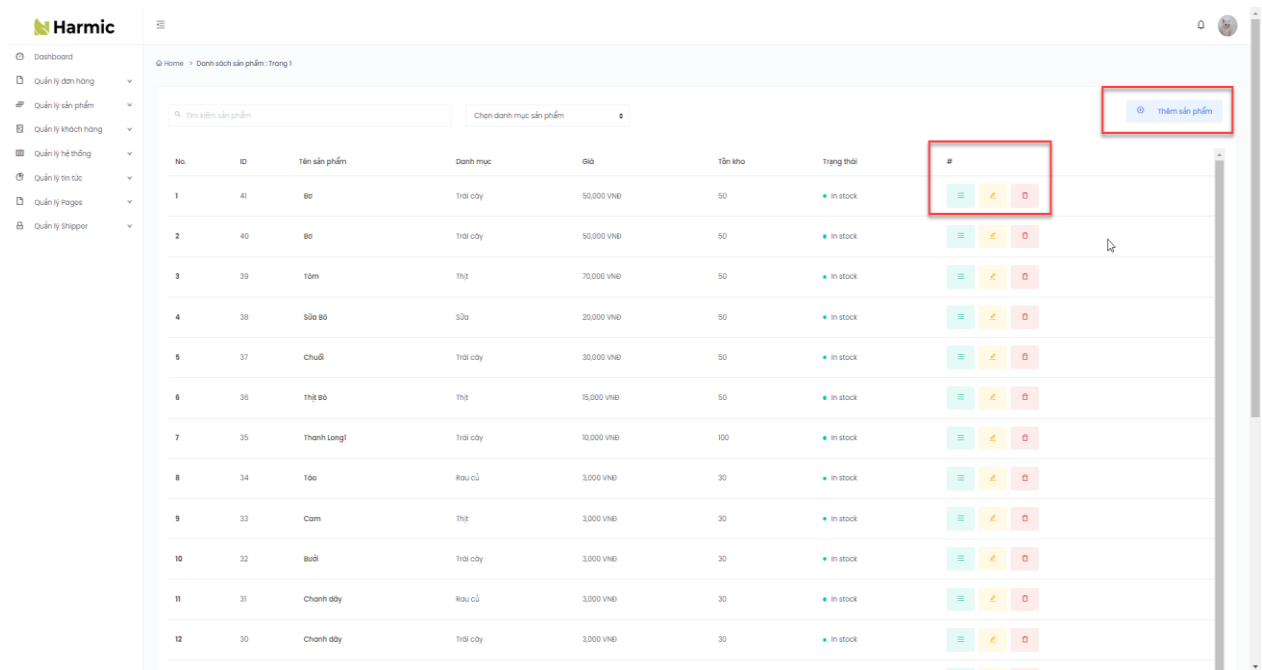 Harmic
Dashboard
Home > Danh sách sản phẩm : Trang 1
Quản lý đơn hàng
Quản lý sản phẩm
Tìm kiếm sản phẩm Chọn danh mục sản phẩm Thêm sản phẩm
Quản lý khách hàng
Quản lý hệ thống
Quản lý tin tức
Quản lý Pages
Quản lý Shipper
No. ID Tên sản phẩm Danh mục Giá Tồn kho Trạng thái #
1 41 Bơ Trái cây 50,000 VNĐ 50 In stock
2 40 Bơ Trái cây 50,000 VNĐ 50 In stock
3 39 Tôm Thịt 70,000 VNĐ 50 In stock
4 38 Sữa Bò Sữa 20,000 VNĐ 50 In stock
5 37 Chuối Trái cây 30,000 VNĐ 50 In stock
6 36 Thịt Bò Thịt 15,000 VNĐ 50 In stock
7 35 Thanh Long1 Trái cây 10,000 VNĐ 100 In stock
8 34 Táo Rau củ 3,000 VNĐ 30 In stock
9 33 Cam Thịt 3,000 VNĐ 30 In stock
10 32 Bưởi Trái cây 3,000 VNĐ 30 In stock
11 31 Chanh dây Rau củ 3,000 VNĐ 30 In stock
12 30 Chanh dây Trái cây 3,000 VNĐ 30 In stock